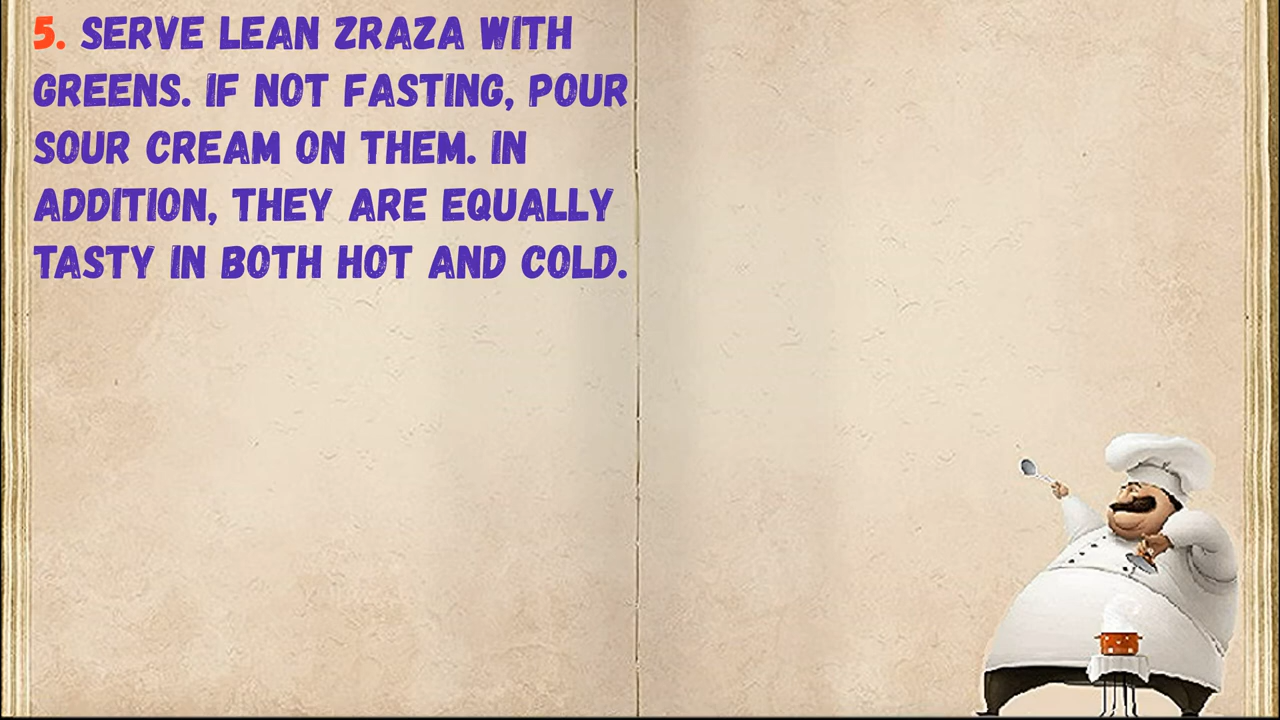 5. SERVE LEAN ZRAZA WITH
GREENS. IF NOT FASTING, POUR
SOUR CREAM ON THEM. IN
ADDITION, THEY ARE EQUALLY
TASTY IN BOTH HOT AND COLD.